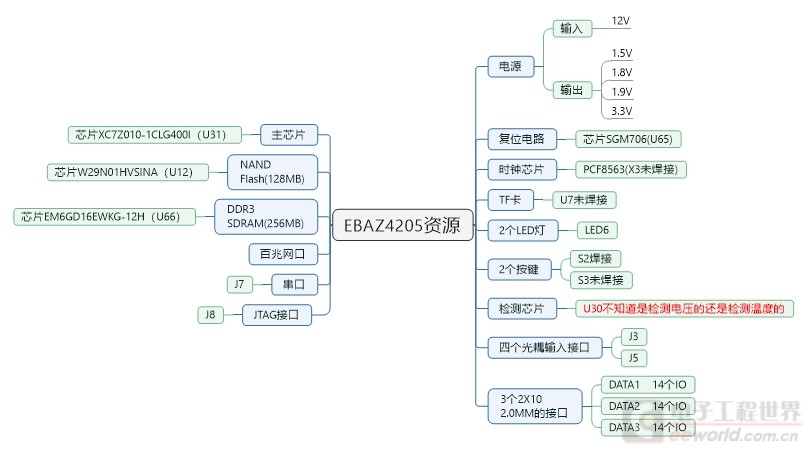 EBAZ4205资源
主芯片
芯片XC7Z010-1CLG400I（U31）
NAND
Flash(128MB)
芯片W29N01HVSINA（U12）
DDR3
SDRAM(256MB)
芯片EM6GD16EWKG-12H（U66）
百兆网口
串口
J7
JTAG接口
J8
电源
输入
12V
输出
1.5V
1.8V
1.9V
3.3V
复位电路
芯片SGM706(U65)
时钟芯片
PCF8563(X3未焊接)
TF卡
U7未焊接
2个LED灯
LED6
2个按键
S2焊接
S3未焊接
检测芯片
U30不知道是检测电压的还是检测温度的
四个光耦输入接口
J3
J5
3个2X10
2.0MM的接口
DATA1 14个IO
DATA2 14个IO
DATA3 14个IO
电子工程世界
eeworld.com.cn